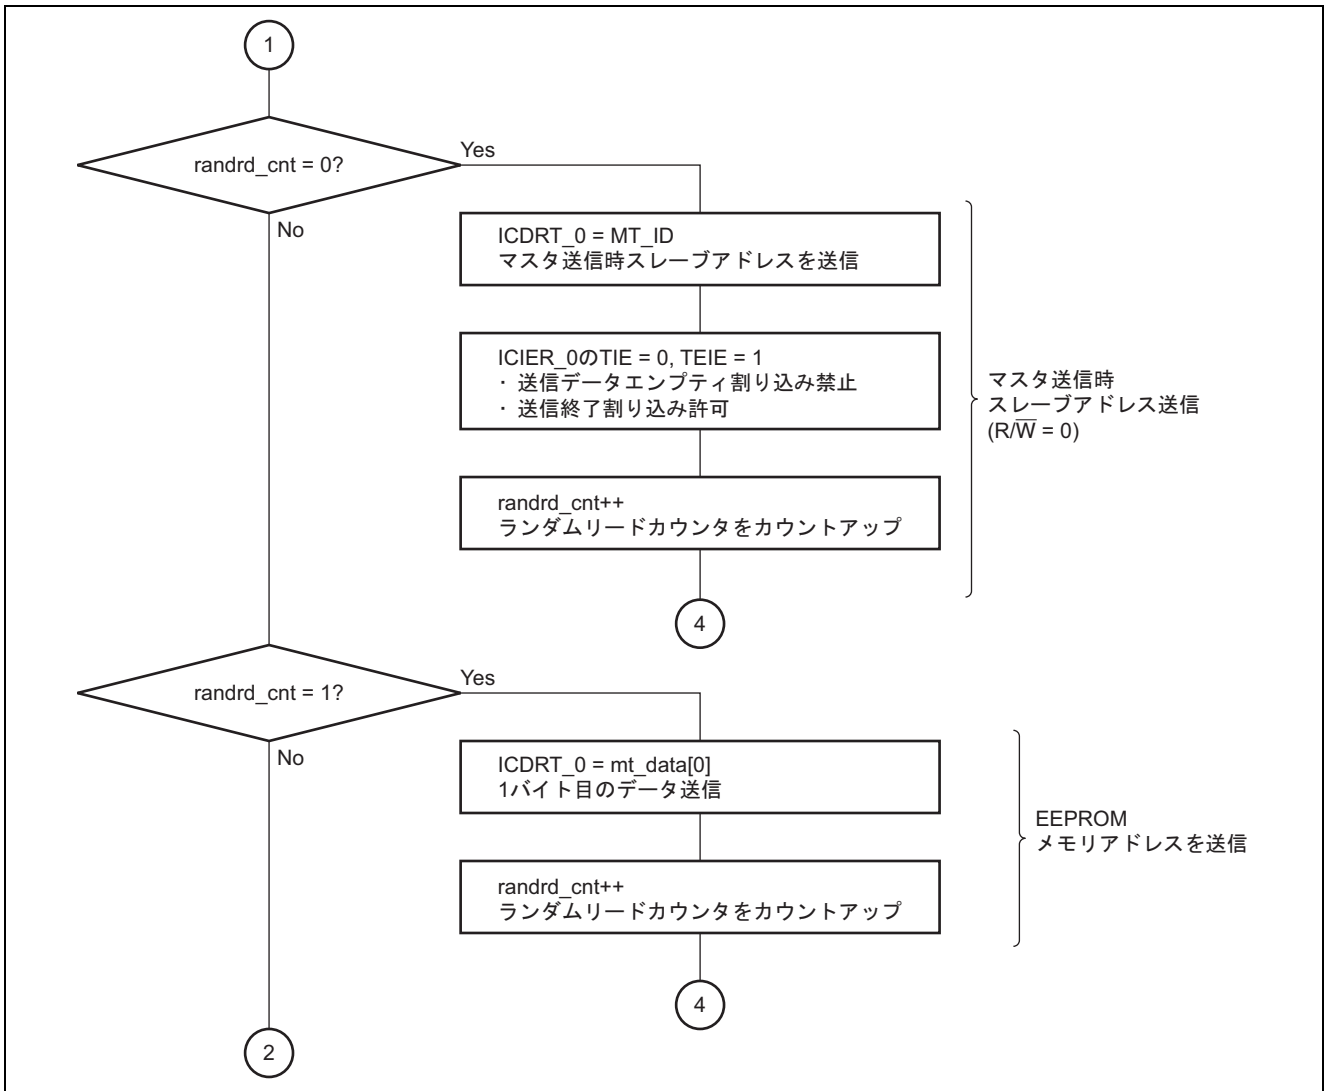 1
randrd_cnt = 0?
Yes
No
ICDRT_0 = MT_ID
マスタ送信時スレーブアドレスを送信
ICIER_0のTIE = 0, TEIE = 1
・ 送信データエンプティ割り込み禁止
・ 送信終了割り込み許可
randrd_cnt++
ランダムリードカウンタをカウントアップ
マスタ送信時
スレーブアドレス送信
(R/W̅ = 0)
4
randrd_cnt = 1?
Yes
No
ICDRT_0 = mt_data[0]
1バイト目のデータ送信
randrd_cnt++
ランダムリードカウンタをカウントアップ
EEPROM
メモリアドレスを送信
4
2